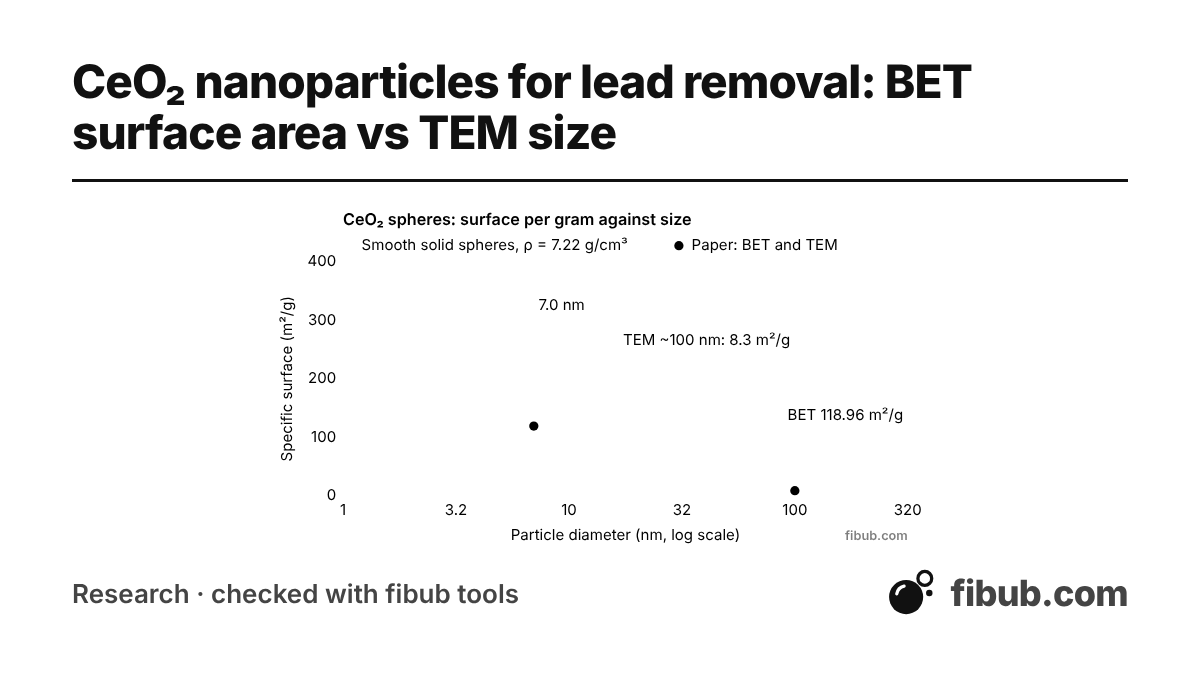 CeO₂ nanoparticles for lead removal: BET
surface area vs TEM size
CeO₂ spheres: surface per gram against size
Smooth solid spheres, ρ = 7.22 g/cm³
Paper: BET and TEM
400
300
200
100
0
Specific surface (m²/g)
7.0 nm
TEM ~100 nm: 8.3 m²/g
BET 118.96 m²/g
1 3.2 10 32 100 320
Particle diameter (nm, log scale)
fibub.com
Research · checked with fibub tools
fibub.com